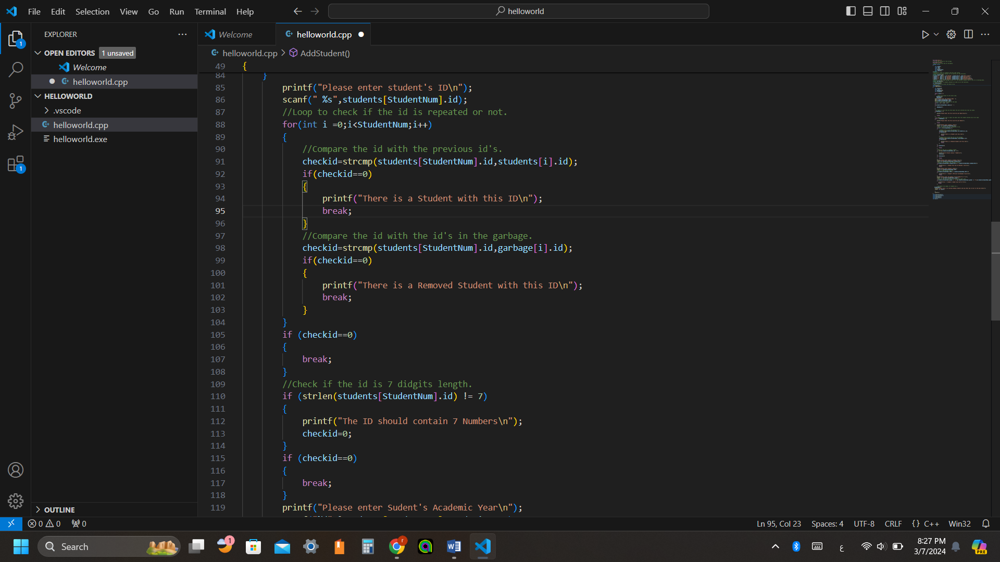 File Edit Selection View Go Run Terminal Help
helloworld
EXPLORER
OPEN EDITORS 1 unsaved
Welcome
helloworld.cpp
HELLOWORLD
.vscode
helloworld.cpp
helloworld.exe
OUTLINE
1
1
Welcome
helloworld.cpp
helloworld.cpp > AddStudent()
49 {
84 }
85 printf("Please enter student's ID\n");
86 scanf(" %s",students[StudentNum].id);
87 //Loop to check if the id is repeated or not.
88 for(int i =0;i<StudentNum;i++)
89 {
90 //Compare the id with the previous id's.
91 checkid=strcmp(students[StudentNum].id,students[i].id);
92 if(checkid==0)
93 {
94 printf("There is a Student with this ID\n");
95 break;
96 }
97 //Compare the id with the id's in the garbage.
98 checkid=strcmp(students[StudentNum].id,garbage[i].id);
99 if(checkid==0)
100 {
101 printf("There is a Removed Student with this ID\n");
102 break;
103 }
104 }
105 if (checkid==0)
106 {
107 break;
108 }
109 //Check if the id is 7 didgits length.
110 if (strlen(students[StudentNum].id) != 7)
111 {
112 printf("The ID should contain 7 Numbers\n");
113 checkid=0;
114 }
115 if (checkid==0)
116 {
117 break;
118 }
119 printf("Please enter Sudent's Academic Year\n");
0 0 0
Ln 95, Col 23 Spaces: 4 UTF-8 CRLF {} C++ Win32
Search
1
r
ع
8:27 PM
3/7/2024
PRE